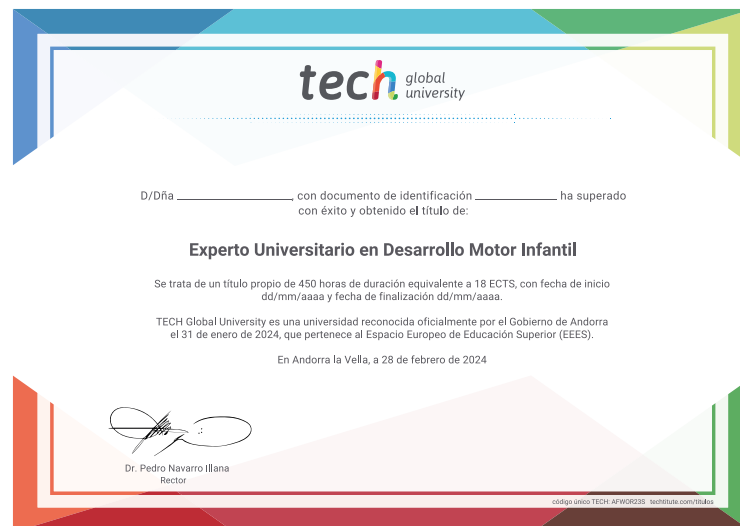 tech global
university
D/Dña ____________________, con documento de identificación ______________ ha superado
con éxito y obtenido el título de:
Experto Universitario en Desarrollo Motor Infantil
Se trata de un título propio de 450 horas de duración equivalente a 18 ECTS, con fecha de inicio
dd/mm/aaaa y fecha de finalización dd/mm/aaaa.
TECH Global University es una universidad reconocida oficialmente por el Gobierno de Andorra
el 31 de enero de 2024, que pertenece al Espacio Europeo de Educación Superior (EEES).
En Andorra la Vella, a 28 de febrero de 2024
Dr. Pedro Navarro Illana
Rector
código único TECH: AFWOR23S techtitute.com/titulos